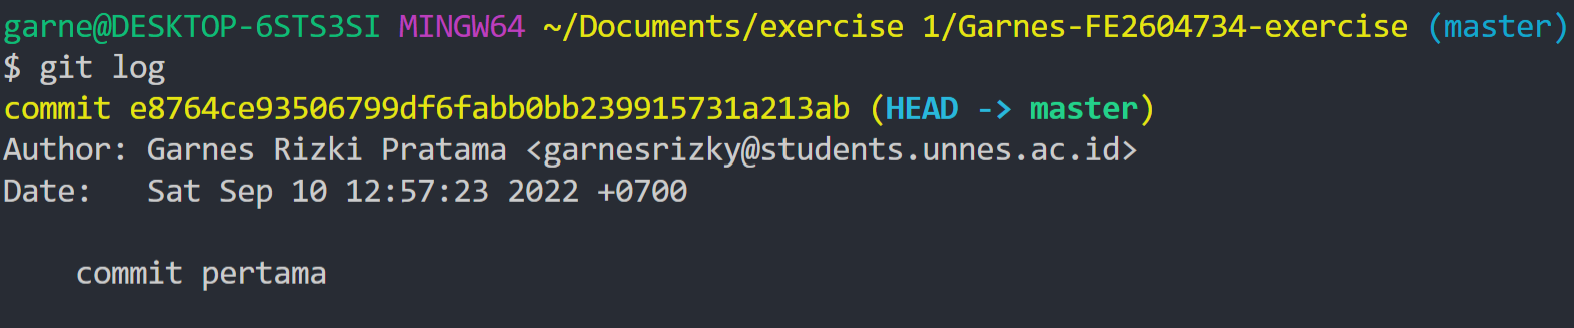 garne@DESKTOP-6STS3SI MINGW64 ~/Documents/exercise 1/Garnes-FE2604734-exercise (master)
$ git log
commit e8764ce93506799df6fabb0bb239915731a213ab (HEAD -> master)
Author: Garnes Rizki Pratama <garnesrizky@students.unnes.ac.id>
Date:   Sat Sep 10 12:57:23 2022 +0700
    commit pertama